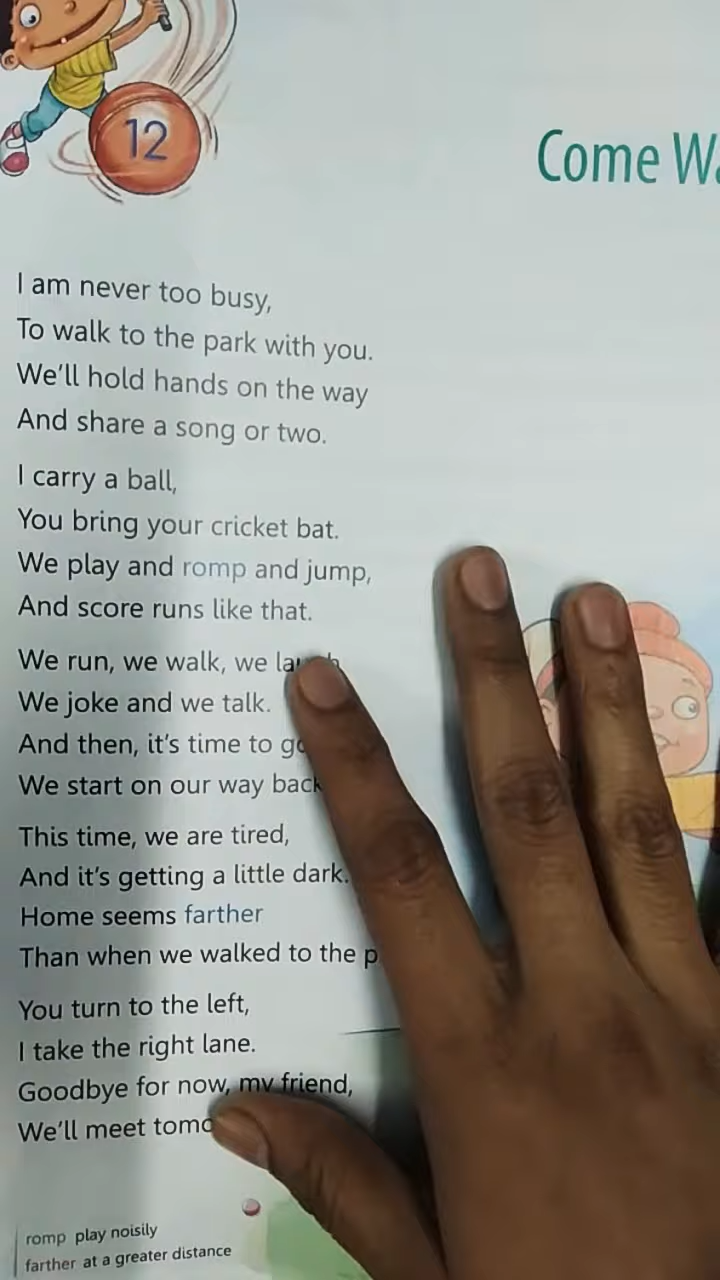 12
Come
I am never too busy,
To walk to the park with you.
We'll hold hands on the way
And share a song or two.
I carry a ball,
You bring your cricket bat.
We play and romp and jump,
And score runs like that.
We run, we walk, we
We joke and we talk.
And then, it's time to
We start on our way back
This time, we are tired,
And it's getting a little dark.
Home seems farther
Than when we walked to the
You turn to the left,
I take the right lane.
Goodbye for now, my friend,
We'll meet
romp play noisily
farther at a greater distance